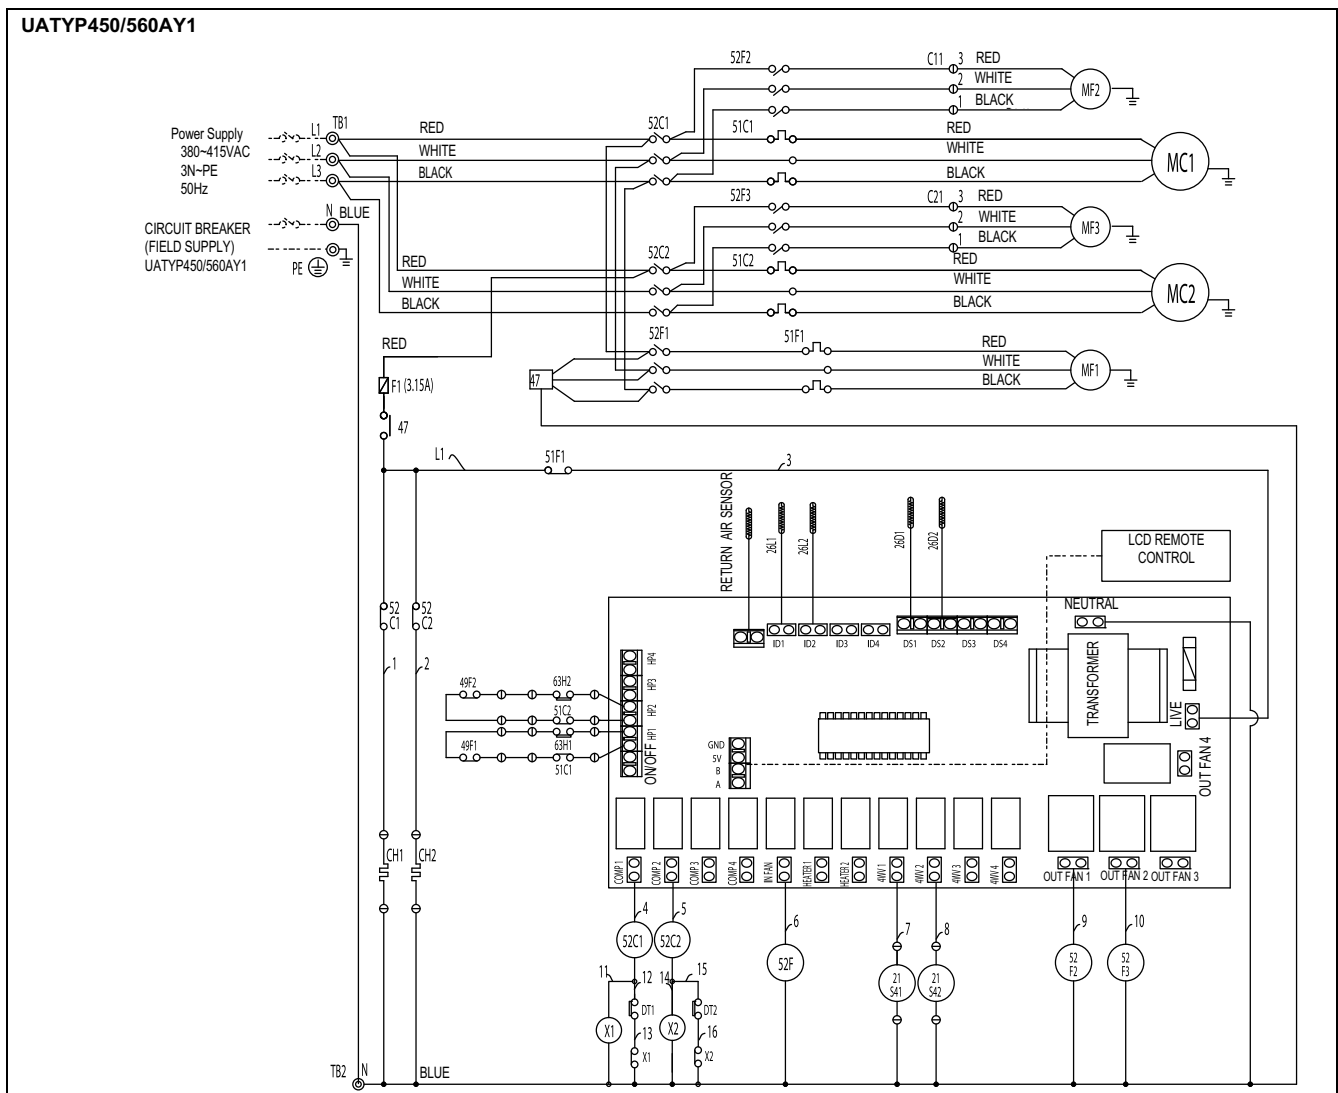 UATYP450/560AY1
52F2
C11
3
RED
2
WHITE
1
BLACK
MF2
Power Supply
380~415VAC
3N~PE
50Hz
L1
TB1
L2
L3
RED
WHITE
BLACK
52C1
51C1
RED
WHITE
BLACK
MC1
N
BLUE
CIRCUIT BREAKER
(FIELD SUPPLY)
UATYP450/560AY1
PE
52F3
C21
3
RED
2
WHITE
1
BLACK
MF3
RED
WHITE
BLACK
52C2
51C2
RED
WHITE
BLACK
MC2
RED
52F1
51F1
RED
WHITE
BLACK
MF1
47
F1 (3.15A)
47
L1
51F1
3
RETURN AIR SENSOR
26L1
26L2
26D1
26D2
LCD REMOTE
CONTROL
NEUTRAL
52
C1
52
C2
1
2
ID1
ID2
ID3
ID4
DS1
DS2
DS3
DS4
TRANSFORMER
LIVE
HP4
HP3
HP2
HP1
ON/OFF
49F2
63H2
51C2
49F1
63H1
51C1
GND
5V
B
A
OUT FAN 4
CH1
CH2
COMP 1
COMP 2
COMP 3
COMP 4
IN FAN
HEATER 1
HEATER 2
4WV 1
4WV 2
4WV 3
4WV 4
OUT FAN 1
OUT FAN 2
OUT FAN 3
4
5
6
7
8
9
10
52C1
52C2
52F
21
S41
21
S42
52
F2
52
F3
11
12
14
15
DT1
DT2
X1
13
X2
16
X1
X2
TB2
N
BLUE